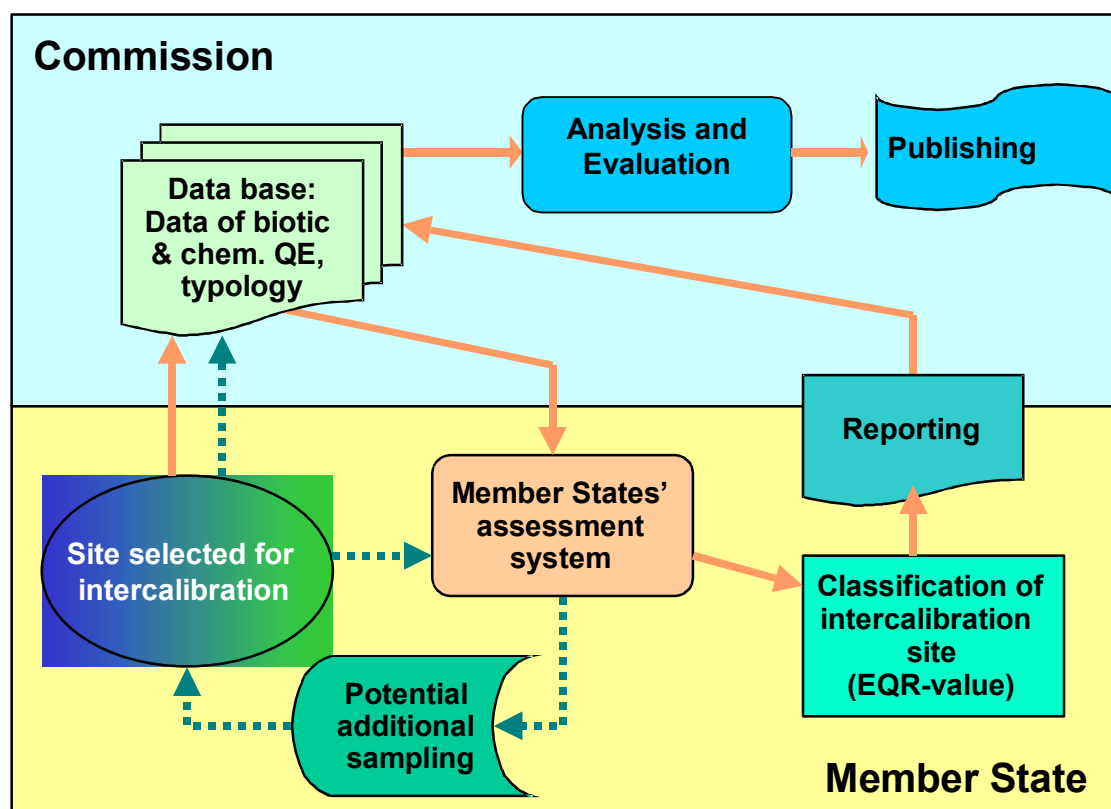 Commission
Analysis and
Evaluation
Publishing
Data base:
Data of biotic
& chem. QE,
typology
Reporting
Member States’
assessment
system
Site selected for
intercalibration
Classification of
intercalibration
site
(EQR-value)
Potential
additional
sampling
Member State